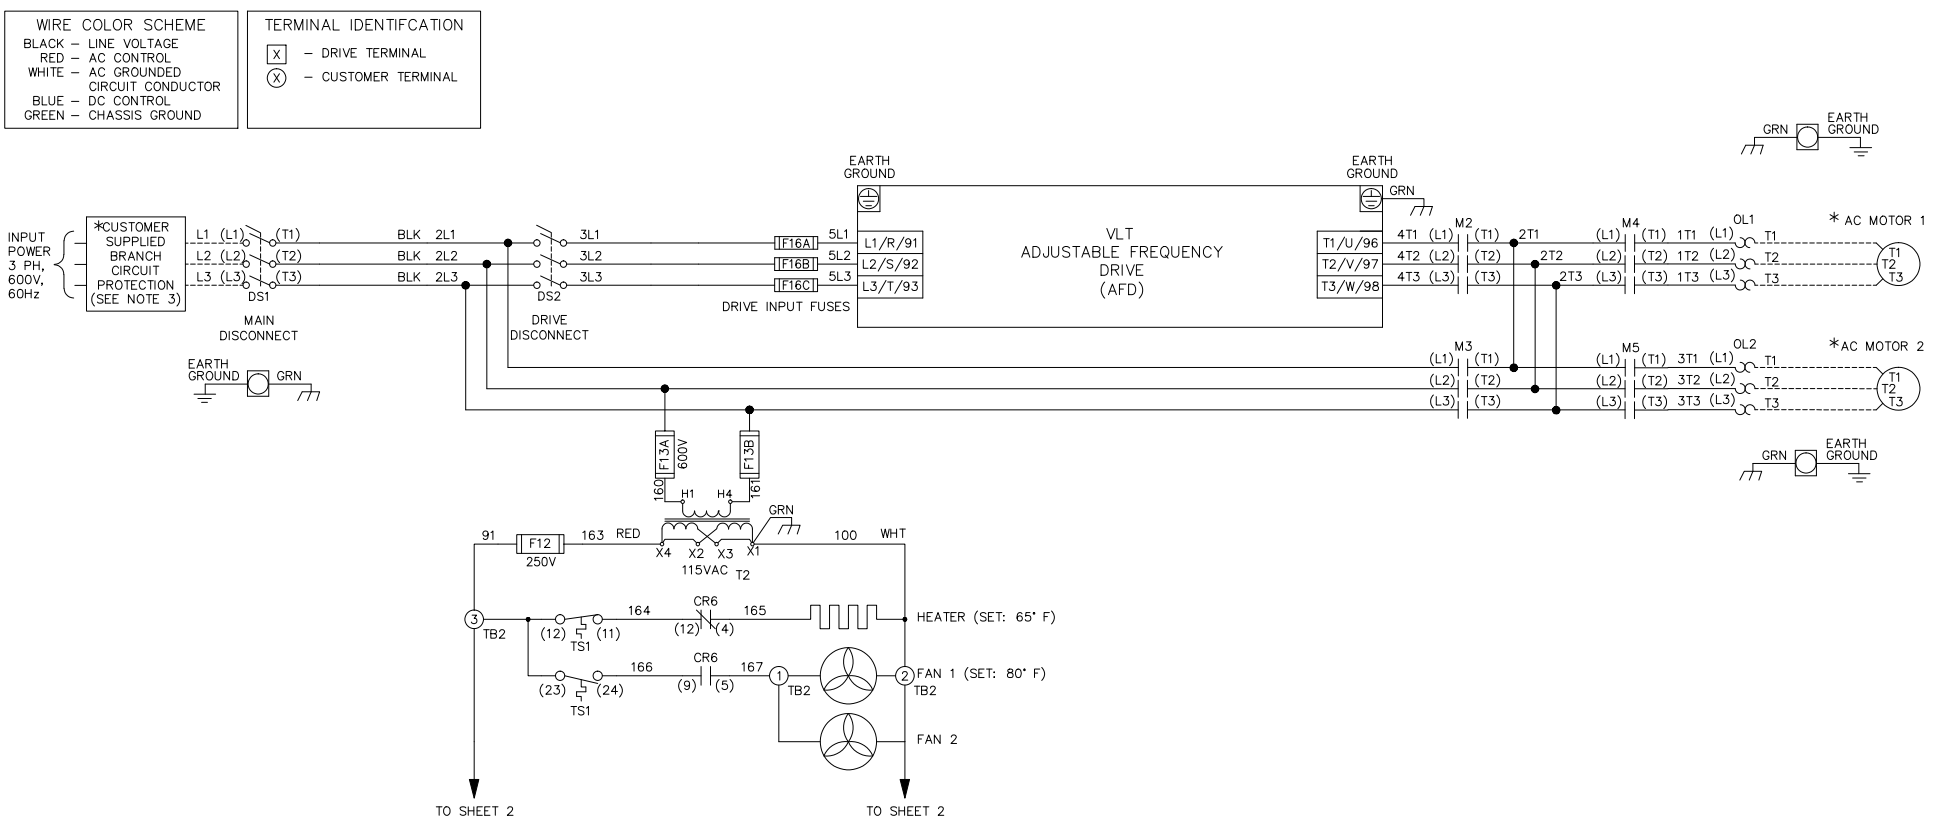 WIRE COLOR SCHEME
BLACK – LINE VOLTAGE
RED – AC CONTROL
WHITE – AC GROUNDED
CIRCUIT CONDUCTOR
BLUE – DC CONTROL
GREEN – CHASSIS GROUND
TERMINAL IDENTIFCATION
X – DRIVE TERMINAL
X – CUSTOMER TERMINAL
GRN EARTH
GROUND
EARTH
GROUND
EARTH
GROUND
GRN
INPUT
POWER
3 PH,
600V,
60Hz
*CUSTOMER
SUPPLIED
BRANCH
CIRCUIT
PROTECTION
(SEE NOTE 3)
L1 (L1) (T1) BLK 2L1 3L1 F16A 5L1 L1/R/91
L2 (L2) (T2) BLK 2L2 3L2 F16B 5L2 L2/S/92
L3 (L3) (T3) BLK 2L3 3L3 F16C 5L3 L3/T/93
DS1
MAIN
DISCONNECT
DS2
DRIVE
DISCONNECT
DRIVE INPUT FUSES
VLT
ADJUSTABLE FREQUENCY
DRIVE
(AFD)
M2 M4 OL1 * AC MOTOR 1
T1/U/96 4T1 (L1) (T1) 2T1 (L1) (T1) 1T1 (L1) T1
T2/V/97 4T2 (L2) (T2) 2T2 (L2) (T2) 1T2 (L2) T2
T3/W/98 4T3 (L3) (T3) 2T3 (L3) (T3) 1T3 (L3) T3
T1
T2
T3
M3 M5 OL2 *AC MOTOR 2
(L1) (T1) (L1) (T1) 3T1 (L1) T1
(L2) (T2) (L2) (T2) 3T2 (L2) T2
(L3) (T3) (L3) (T3) 3T3 (L3) T3
T1
T2
T3
EARTH
GROUND GRN
GRN EARTH
GROUND
F13A
600V
F13B
160
161
H1 H4
GRN
91 F12 163 RED
250V
X4 X2 X3 X1
115VAC T2
100 WHT
3
TB2
(12) (11)
TS1
164
CR6
(12) (4)
165
HEATER (SET: 65° F)
(23) (24)
TS1
166
CR6
(9) (5)
167
1
TB2
2
TB2
FAN 1 (SET: 80° F)
FAN 2
TO SHEET 2
TO SHEET 2